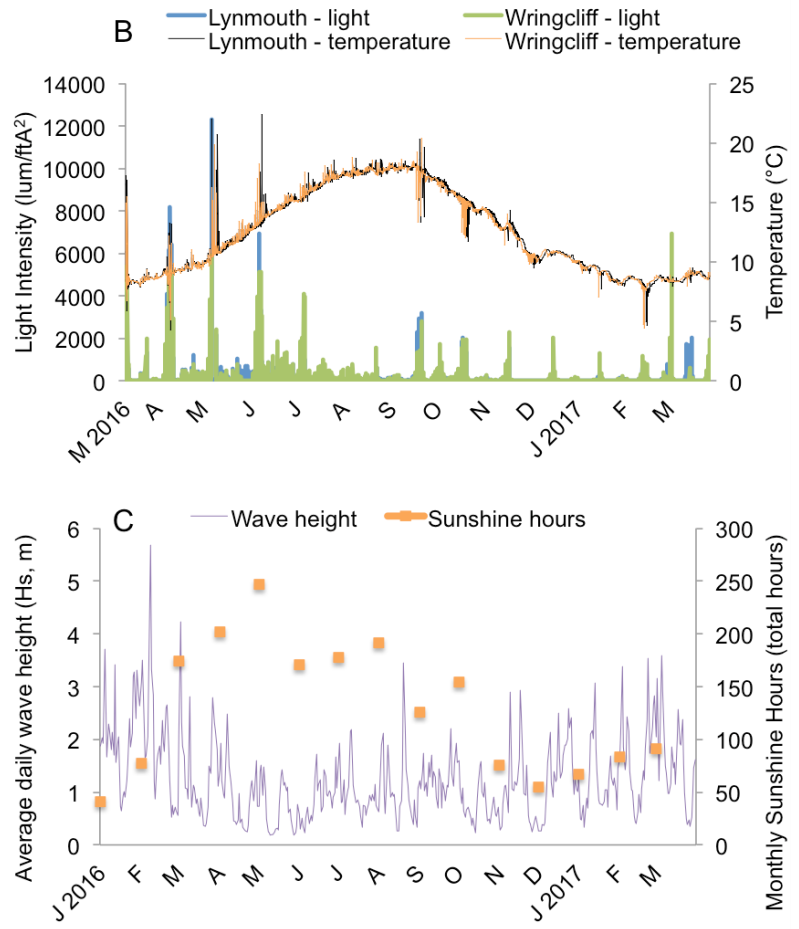 B
Lynmouth - light
Wringcliff - light
Lynmouth - temperature
Wringcliff - temperature
Light Intensity (lum/ftA²)
14000
12000
10000
8000
6000
4000
2000
0
Temperature (°C)
25
20
15
10
5
0
M 2016
A
M
J
J
A
S
O
N
D
J 2017
F
M
C
Wave height
Sunshine hours
Average daily wave height (Hs, m)
6
5
4
3
2
1
0
Monthly Sunshine Hours (total hours)
300
250
200
150
100
50
0
J 2016
F
M
A
M
J
J
A
S
O
N
D
J 2017
F
M